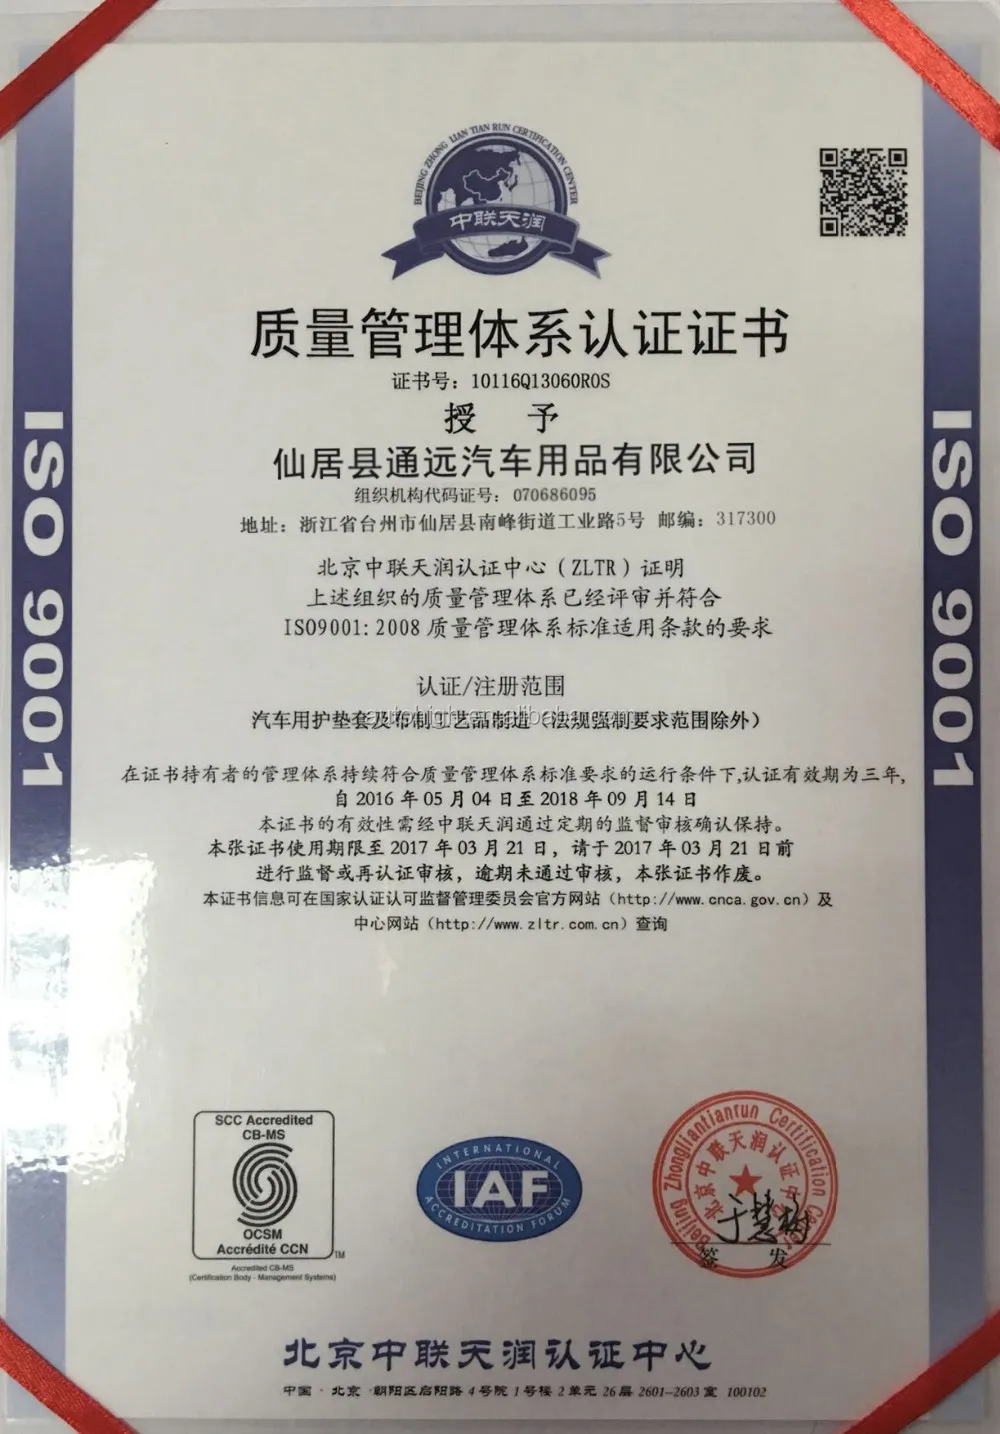 BEIJING ZHONG LIAN TIAN RUN CERTIFICATION CENTER
中联天润
质量管理体系认证证书
证书号：10116Q13060R0S
授 予
仙居县通远汽车用品有限公司
组织机构代码证号：070686095
地址：浙江省台州市仙居县南峰街道工业路5号 邮编：317300
北京中联天润认证中心（ZLTR）证明
上述组织的质量管理体系已经评审并符合
ISO9001:2008 质量管理体系标准适用条款的要求
认证/注册范围
汽车用护垫套及布制工艺品制造（法规强制要求范围除外）
在证书持有者的管理体系持续符合质量管理体系标准要求的运行条件下,认证有效期为三年,
自 2016 年 05 月 04 日至 2018 年 09 月 14 日
本证书的有效性需经中联天润通过定期的监督审核确认保持。
本张证书使用期限至 2017 年 03 月 21 日，请于 2017 年 03 月 21 日前
进行监督或再认证审核，逾期未通过审核，本张证书作废。
本证书信息可在国家认证认可监督管理委员会官方网站（http://www.cnca.gov.cn）及
中心网站（http://www.zltr.com.cn）查询
ISO 9001
ISO 9001
SCC Accredited
CB-MS
OCSM
Accrédité CCN
TM
Accredited CB-MS
(Certification Body - Management Systems)
INTERNATIONAL
IAF
ACCREDITATION FORUM
Beijing Zhongliantianrun Certification Center
北京中联天润认证中心
签 发
北京中联天润认证中心
中国 · 北京 · 朝阳区启阳路 4 号院 1 号楼 2 单元 26 层 2601-2603 室 100102